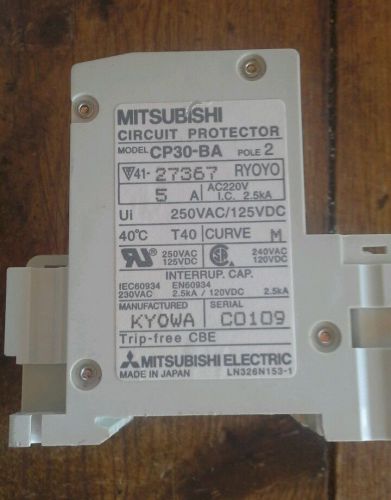 MITSUBISHI
CIRCUIT PROTECTOR
MODEL CP30-BA POLE 2
41-27367 RYOYO
5 A AC220V
I.C. 2.5kA
Ui 250VAC/125VDC
40°C T40 CURVE M
250VAC 240VAC
125VDC 120VDC
INTERRUP. CAP.
IEC60934 EN60934
230VAC 2.5kA / 120VDC 2.5kA
MANUFACTURED SERIAL
KYOWA C0109
Trip-free CBE
MITSUBISHI ELECTRIC
MADE IN JAPAN LN326N153-1